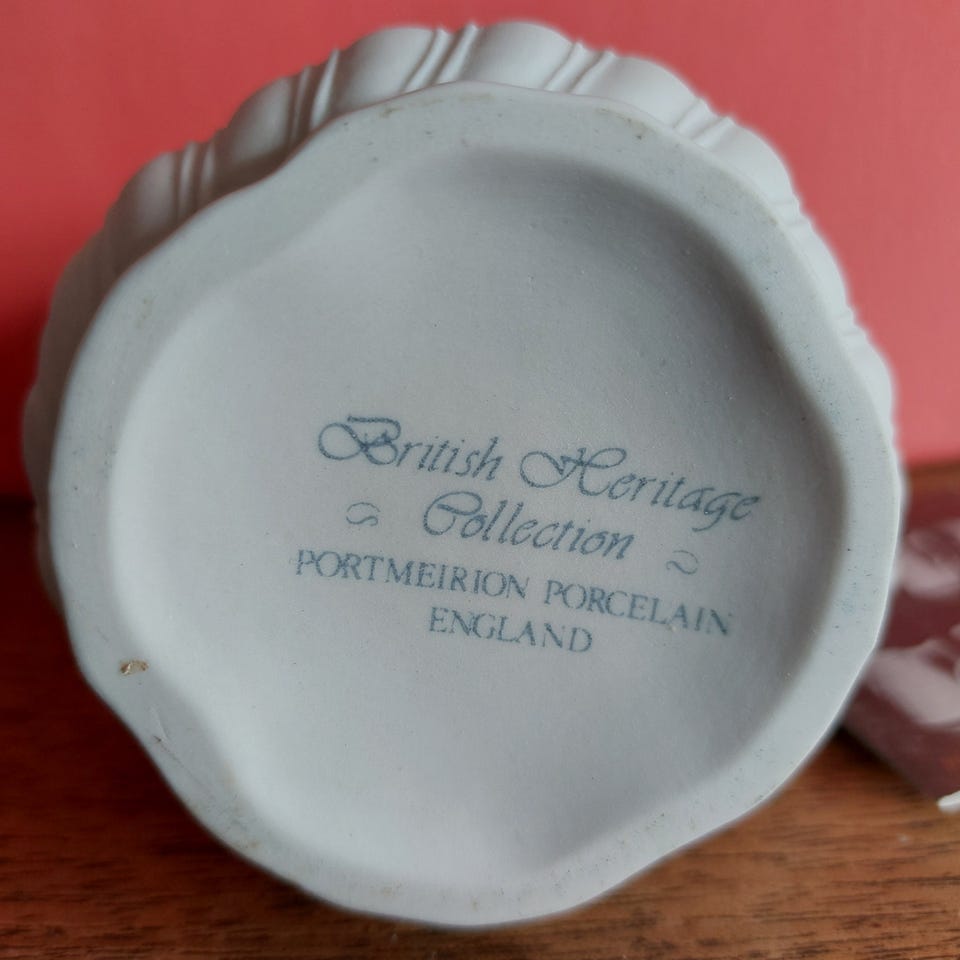 British Heritage
Collection
PORTMEIRION PORCELAIN
ENGLAND